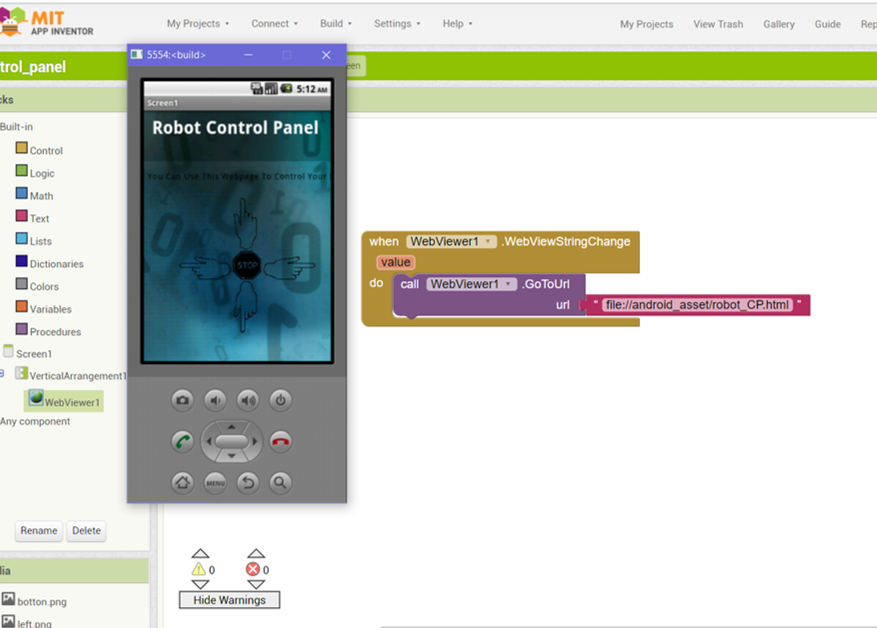 MIT
APP INVENTOR
My Projects
Connect
Build
Settings
Help
My Projects
View Trash
Gallery
Guide
Rep
trol_panel
een
cks
5554:<build>
5:12 AM
Screen1
Robot Control Panel
You Can Use This Webpage To Control Your
STOP
MENU
Built-in
Control
Logic
Math
Text
Lists
Dictionaries
Colors
Variables
Procedures
Screen1
VerticalArrangement1
WebViewer1
Any component
Rename
Delete
dia
botton.png
left.png
when WebViewer1 .WebViewStringChange
value
do call WebViewer1 .GoToUrl
url " file://android_asset/robot_CP.html "
0
0
Hide Warnings